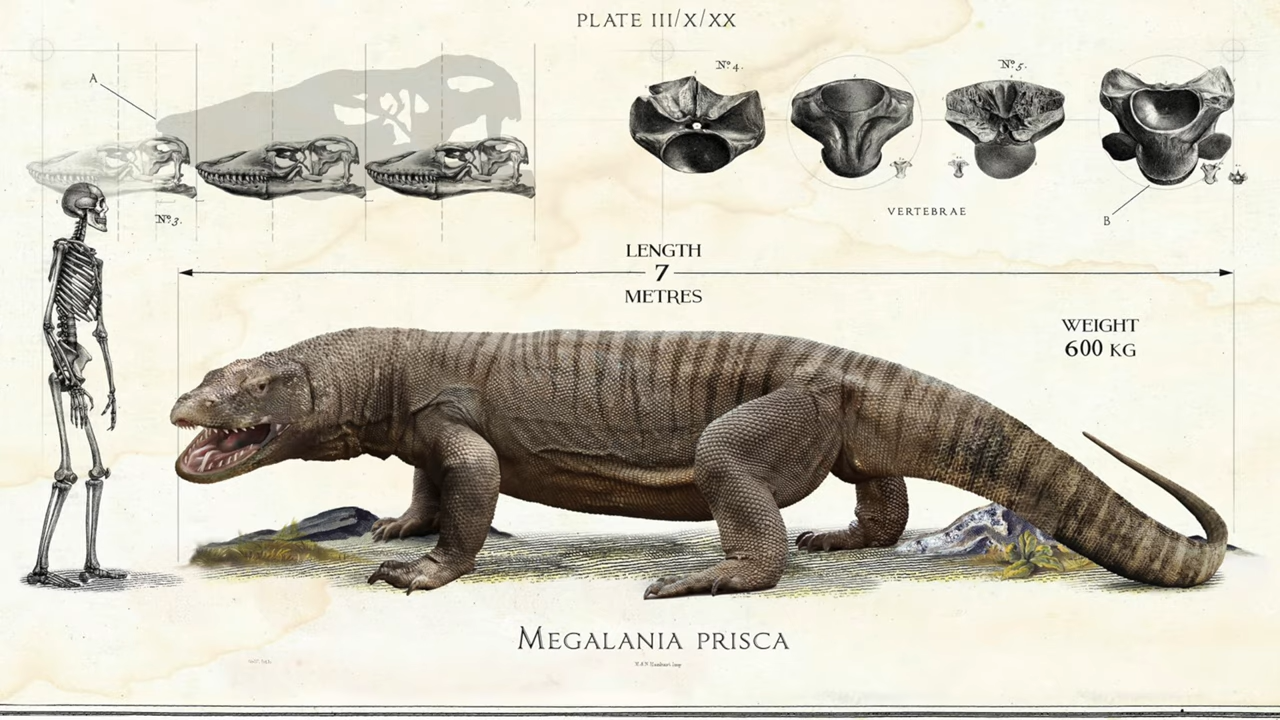 PLATE III/X/XX
A
Nº 3.
Nº 4.
Nº 5.
VERTEBRAE
B
LENGTH
7
METRES
WEIGHT
600 KG
MEGALANIA PRISCA